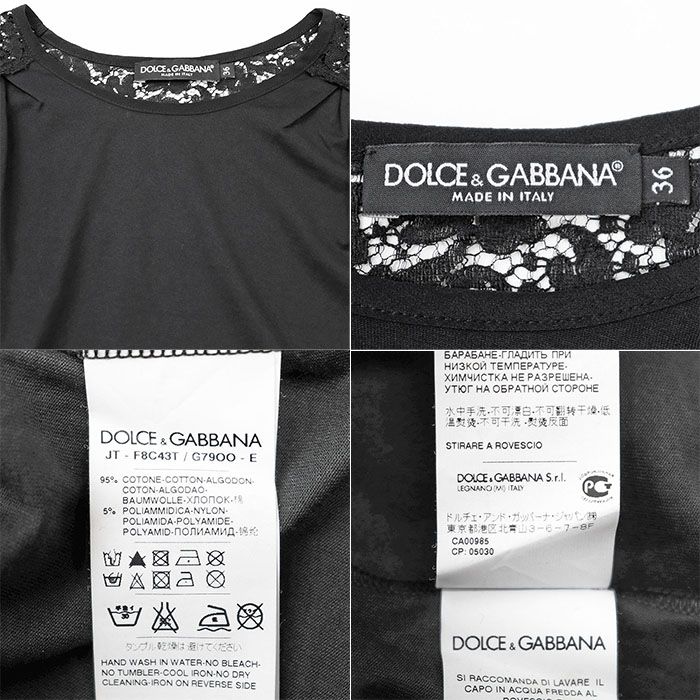 DOLCE & GABBANA®
MADE IN ITALY
36
DOLCE & GABBANA®
MADE IN ITALY
36
DOLCE & GABBANA
JT - F8C43T / G7900 - E
95% COTONE-COTTON-ALGODON-
COTON-ALGODAO-
BAUMWOLLE-ХЛОПОК-棉
5% POLIAMMIDICA-NYLON-
POLIAMIDA-POLYAMIDE-
POLYAMID-ПОЛИАМИД-锦纶
手洗イ
30
中
タンブル乾燥は避けてください
HAND WASH IN WATER-NO BLEACH-
NO TUMBLER-COOL IRON-NO DRY
CLEANING-IRON ON REVERSE SIDE
БАРАБАНЕ-ГЛАДИТЬ ПРИ
НИЗКОЙ ТЕМПЕРАТУРЕ-
ХИМЧИСТКА НЕ РАЗРЕШЕНА-
УТЮГ НА ОБРАТНОЙ СТОРОНЕ
水中手洗-不可漂白-不可翻转干燥-低
温熨烫-不可干洗-熨烫反面
STIRARE A ROVESCIO
DOLCE & GABBANA S.r.l.
LEGNANO (MI) ITALY
ドルチェ・アンド・ガッバーナ・ジャパン(株)
東京都港区北青山3-6-7-8F
CA00985
CP: 05030
DOLCE & GABBANA
SI RACCOMANDA DI LAVARE IL
CAPO IN ACQUA FREDDA AL